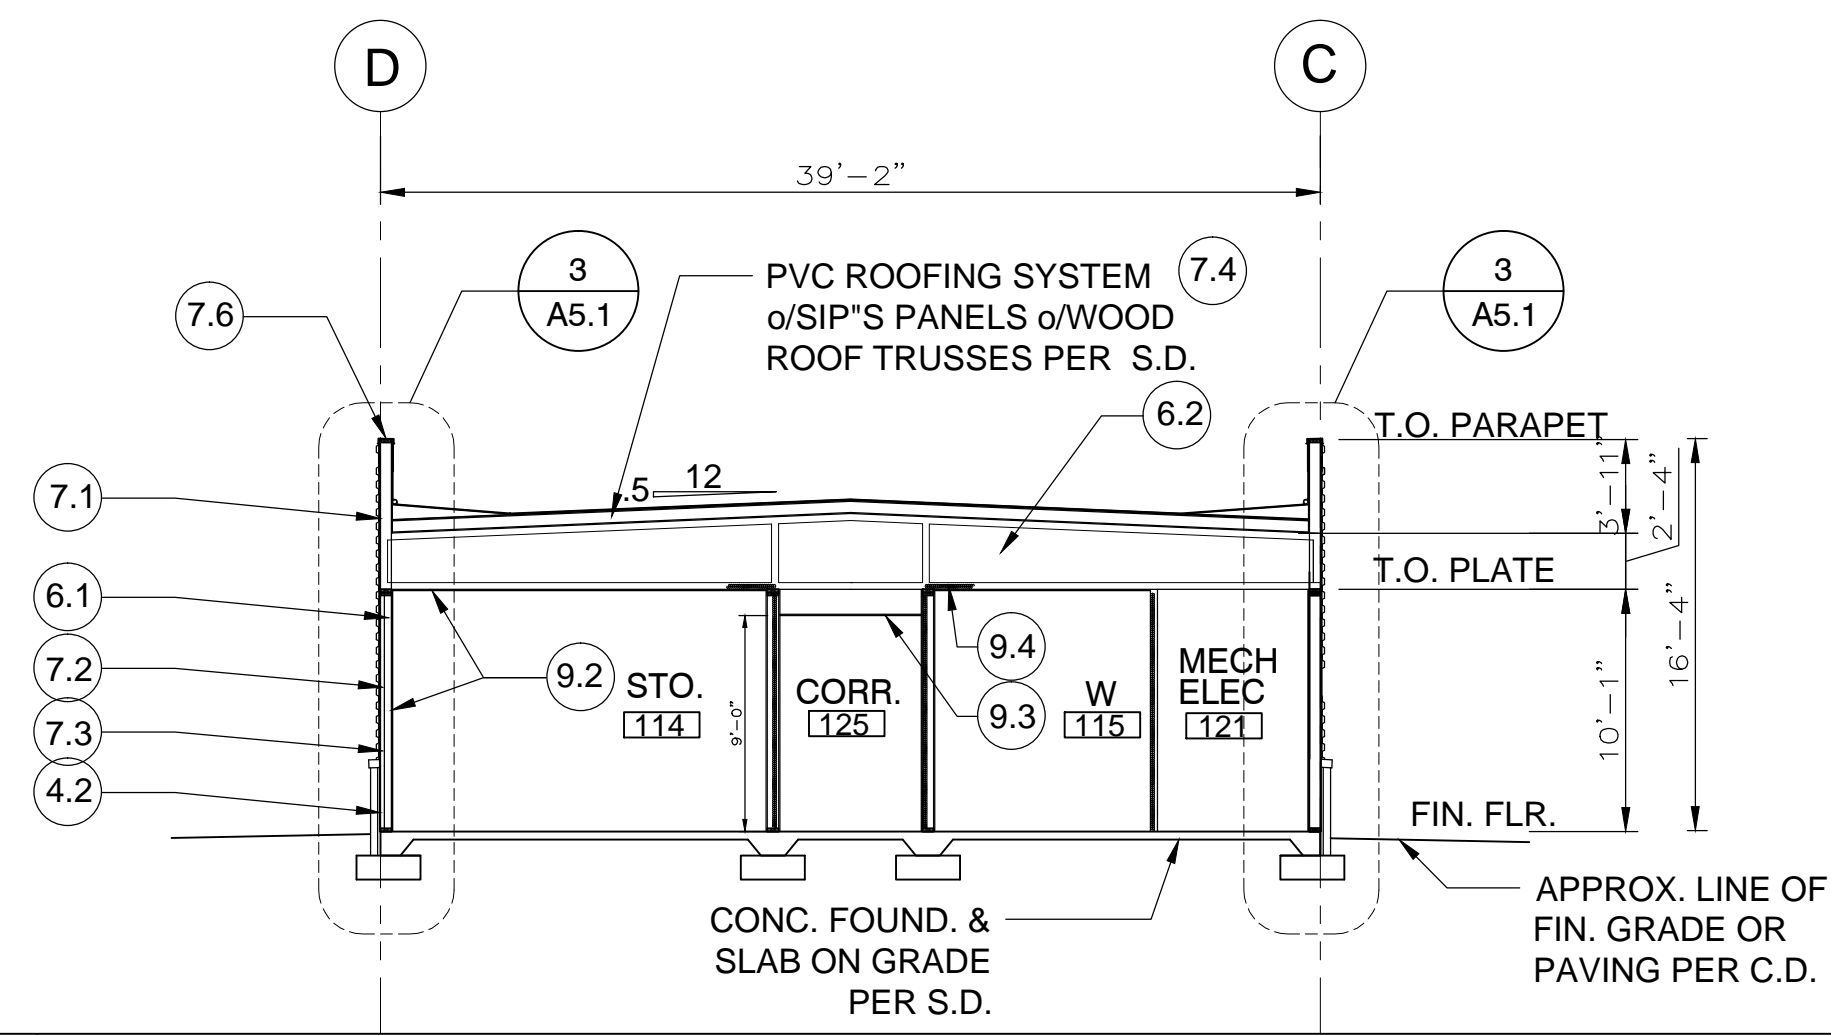 D
C
39'-2"
3
A5.1
3
A5.1
7.6
PVC ROOFING SYSTEM
o/SIP"S PANELS o/WOOD
ROOF TRUSSES PER S.D.
7.4
6.2
T.O. PARAPET
7.1
.5
12
3'-11"
2'-4"
T.O. PLATE
6.1
7.2
7.3
4.2
9.2
STO.
114
9'-0"
CORR.
125
9.4
9.3
W
115
MECH
ELEC
121
10'-1"
16'-4"
FIN. FLR.
CONC. FOUND. &
SLAB ON GRADE
PER S.D.
APPROX. LINE OF
FIN. GRADE OR
PAVING PER C.D.